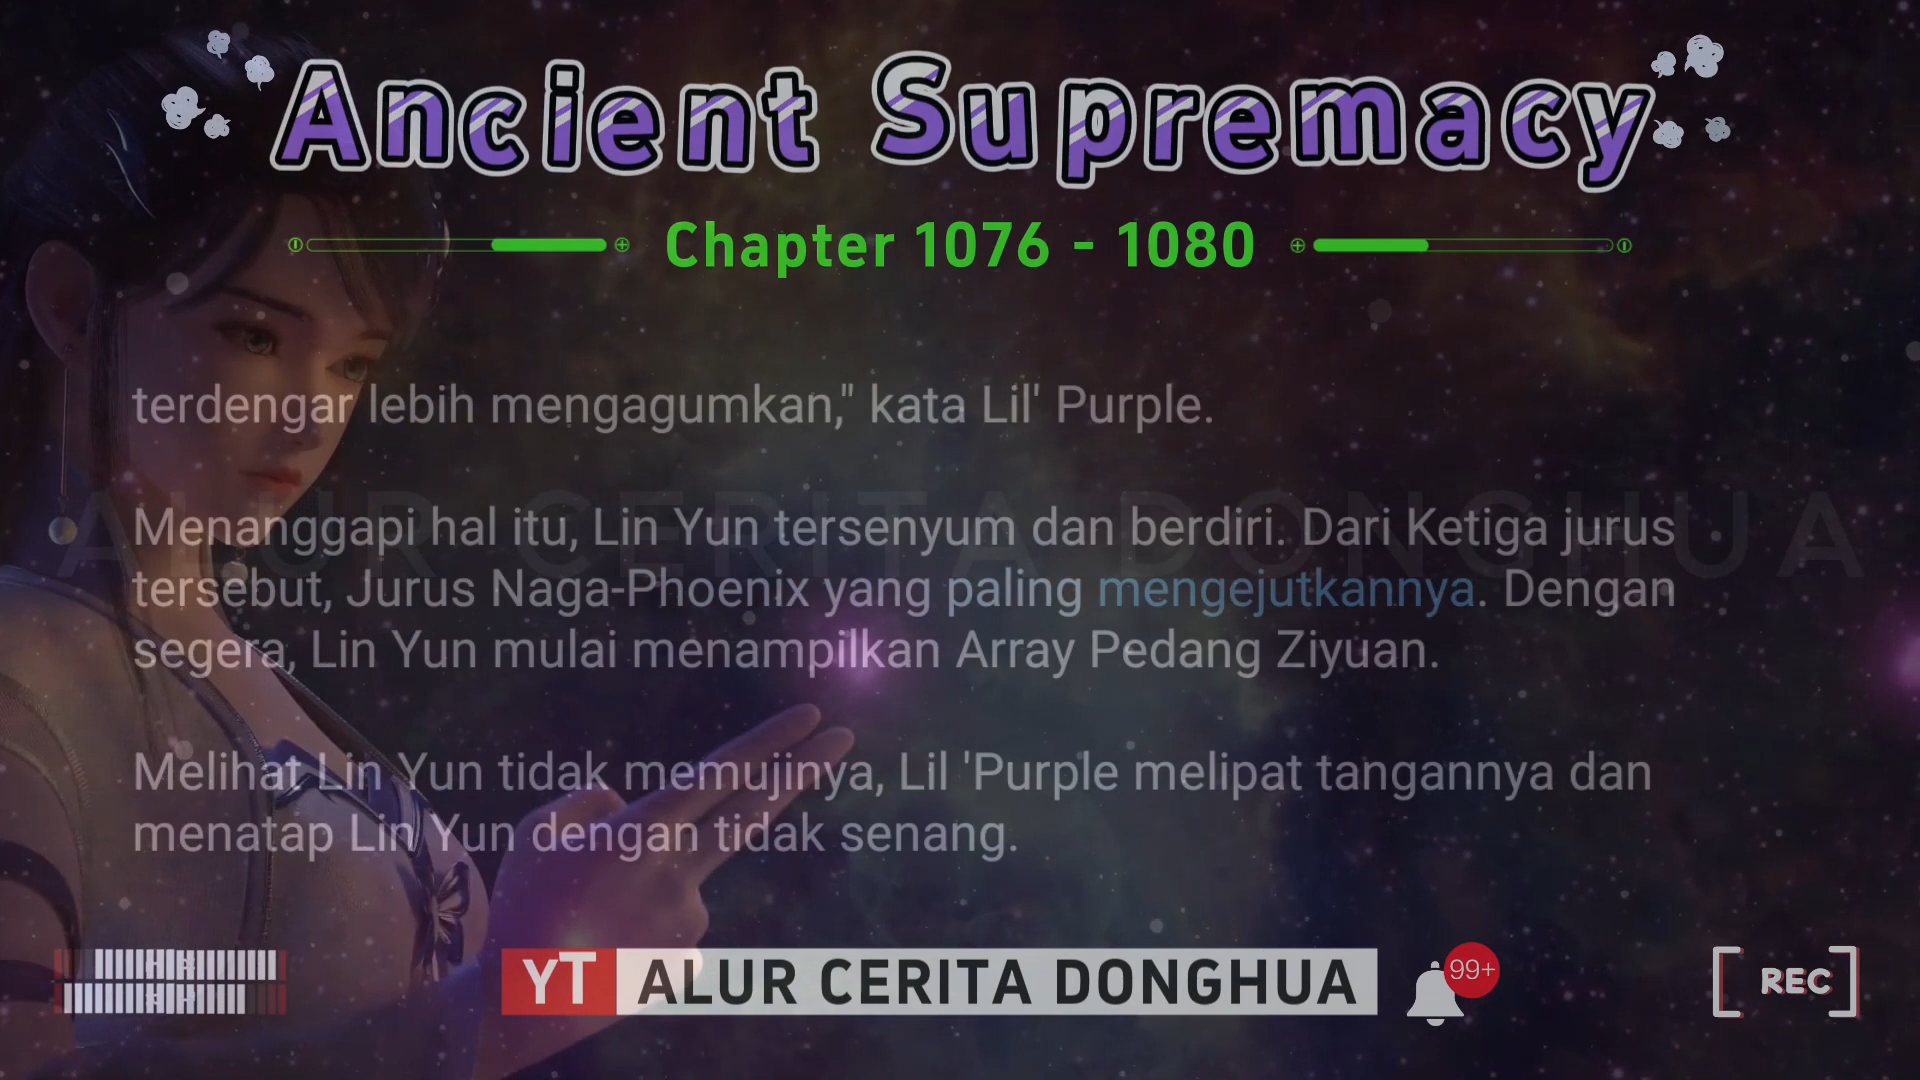 Ancient Supremacy
Chapter 1076 - 1080
terdengar lebih mengagumkan," kata Lil' Purple.
ALUR CERITA DONGHUA
Menanggapi hal itu, Lin Yun tersenyum dan berdiri. Dari Ketiga jurus
tersebut, Jurus Naga-Phoenix yang paling mengejutkannya. Dengan
segera, Lin Yun mulai menampilkan Array Pedang Ziyuan.
Melihat Lin Yun tidak memujinya, Lil 'Purple melipat tangannya dan
menatap Lin Yun dengan tidak senang.
YT ALUR CERITA DONGHUA
99+
REC